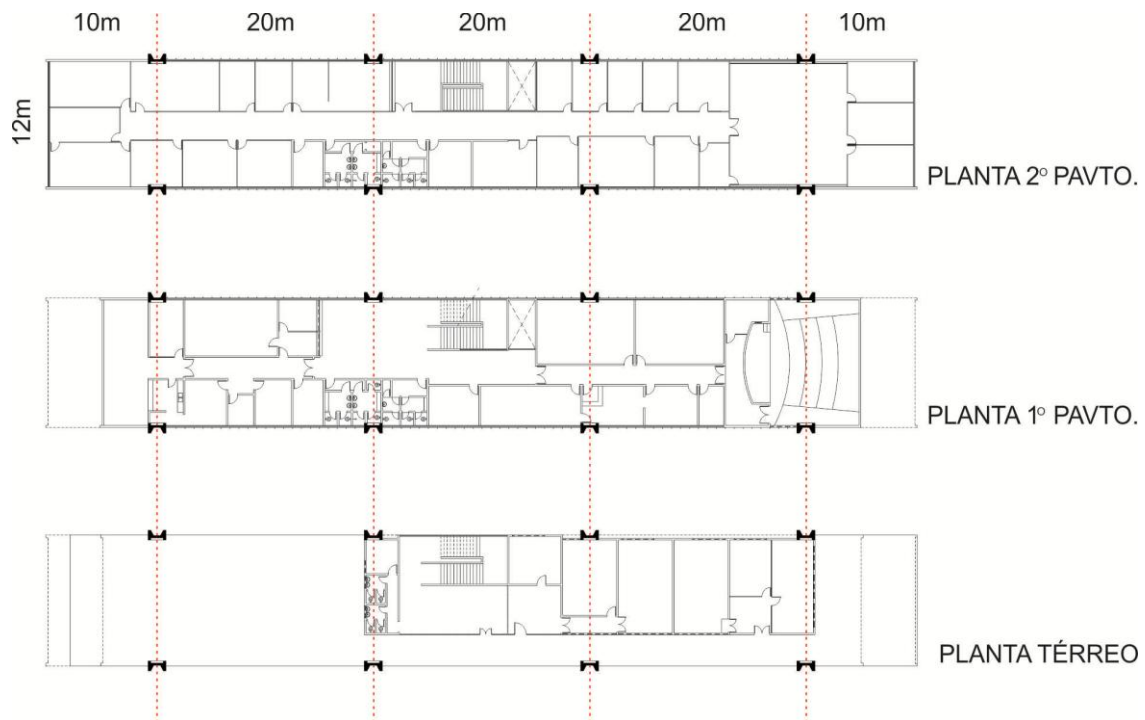 10m 20m 20m 20m 10m
12m
PLANTA 2º PAVTO.
PLANTA 1º PAVTO.
PLANTA TÉRREO